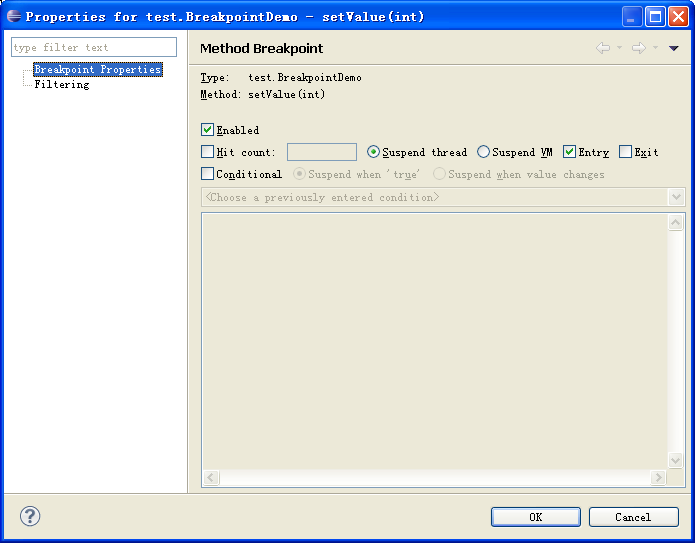 Properties for test.BreakpointDemo - setValue(int)
type filter text
Breakpoint Properties
Filtering
Method Breakpoint
Type: test.BreakpointDemo
Method: setValue(int)
Enabled
Hit count: Suspend thread Suspend VM Entry Exit
Conditional Suspend when 'true' Suspend when value changes
<Choose a previously entered condition>
? OK Cancel